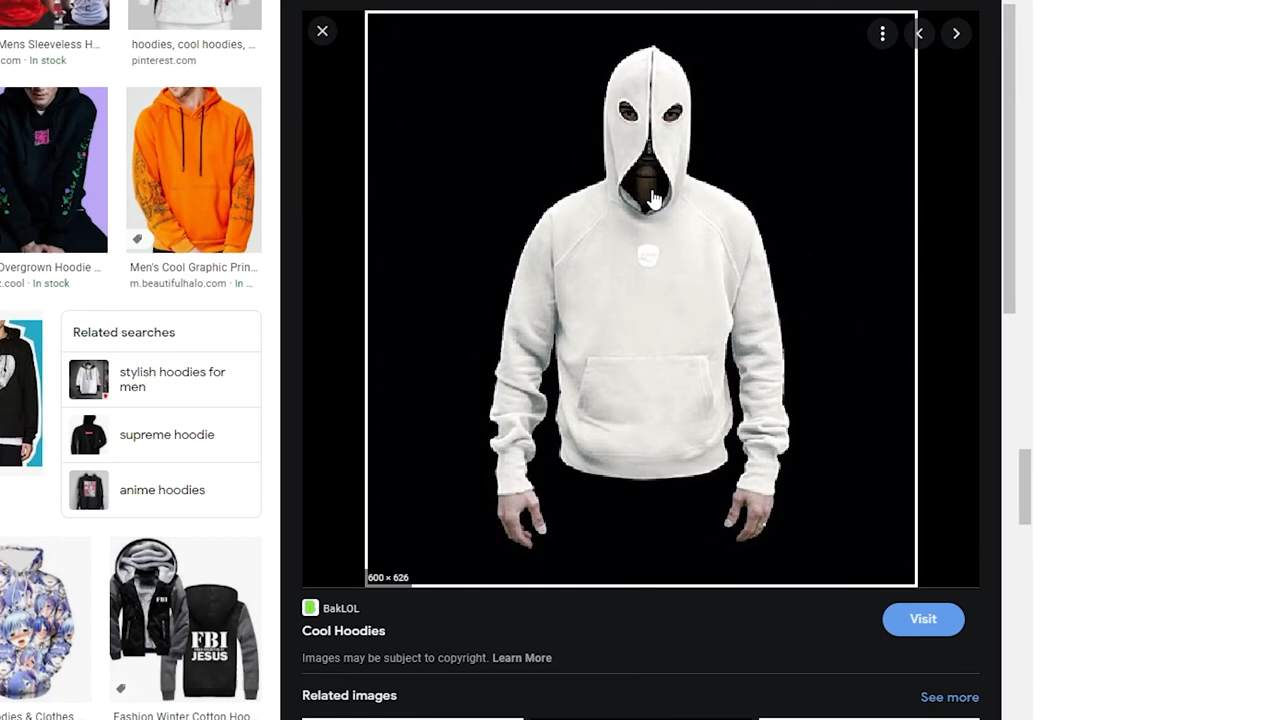 Mens Sleeveless H...
com · In stock
hoodies, cool hoodies, ...
pinterest.com
Overgrown Hoodie ...
z.cool · In stock
Men's Cool Graphic Prin...
m.beautifulhalo.com · In ...
Related searches
stylish hoodies for
men
supreme hoodie
anime hoodies
FBI
FBI
JESUS
odies & Clothes ...
Fashion Winter Cotton Hoo...
600 × 626
BakLOL
Cool Hoodies
Visit
Images may be subject to copyright. Learn More
Related images
See more